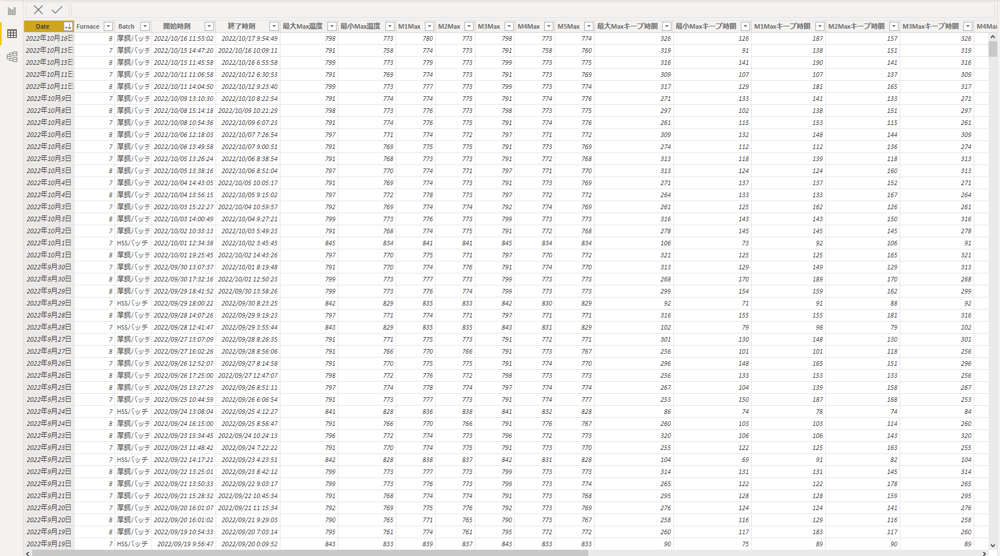 Date Furnace Batch 開始時刻 終了時刻 最大Max温度 最小Max温度 M1Max M2Max M3Max M4Max M5Max 最大Maxキープ時間 最小Maxキープ時間 M1Maxキープ時間 M2Maxキープ時間 M3Maxキープ時間 M4Max
2022年10月16日 8 厚銅バッチ 2022/10/16 11:53:02 2022/10/17 9:54:49 798 773 780 773 798 773 774 326 126 187 157 326
2022年10月15日 7 厚銅バッチ 2022/10/15 14:47:20 2022/10/16 10:09:11 791 758 774 773 791 758 760 319 91 138 151 319
2022年10月15日 8 厚銅バッチ 2022/10/15 11:45:58 2022/10/16 6:55:58 799 773 779 773 799 773 775 316 141 190 141 316
2022年10月11日 7 厚銅バッチ 2022/10/11 11:06:58 2022/10/12 6:30:53 791 769 774 773 791 773 769 309 107 107 137 309
2022年10月11日 8 厚銅バッチ 2022/10/11 14:04:50 2022/10/12 9:23:40 799 773 777 773 799 773 774 317 129 181 165 317
2022年10月9日 7 厚銅バッチ 2022/10/09 13:10:30 2022/10/10 8:22:54 791 774 774 775 791 774 776 271 133 141 133 271
2022年10月8日 8 厚銅バッチ 2022/10/08 15:14:18 2022/10/09 10:21:29 798 773 776 773 798 773 775 297 102 138 151 297
2022年10月8日 7 厚銅バッチ 2022/10/08 10:54:36 2022/10/09 6:07:23 791 774 776 775 791 774 776 261 115 153 115 261
2022年10月6日 8 厚銅バッチ 2022/10/06 12:18:03 2022/10/07 7:26:54 797 771 774 772 797 771 772 309 132 148 144 309
2022年10月6日 7 厚銅バッチ 2022/10/06 13:49:58 2022/10/07 9:00:51 791 769 775 775 791 773 769 274 112 112 136 274
2022年10月5日 7 厚銅バッチ 2022/10/05 13:26:24 2022/10/06 8:38:54 791 768 773 773 791 772 768 313 118 139 118 313
2022年10月5日 8 厚銅バッチ 2022/10/05 13:38:16 2022/10/06 8:51:04 797 770 774 771 797 771 770 313 124 124 160 313
2022年10月4日 7 厚銅バッチ 2022/10/04 14:43:05 2022/10/05 10:05:17 791 769 774 773 791 773 769 271 137 137 152 271
2022年10月4日 8 厚銅バッチ 2022/10/04 13:56:15 2022/10/05 9:15:02 797 772 778 773 797 772 772 264 133 133 167 264
2022年10月3日 7 厚銅バッチ 2022/10/03 15:22:27 2022/10/04 10:59:57 792 769 774 774 792 774 769 261 125 162 126 261
2022年10月3日 8 厚銅バッチ 2022/10/03 14:00:49 2022/10/04 9:27:21 799 773 776 773 799 773 773 316 143 143 150 316
2022年10月2日 7 厚銅バッチ 2022/10/02 10:33:13 2022/10/03 5:49:23 791 768 774 775 791 772 768 278 145 145 145 278
2022年10月1日 7 HSSバッチ 2022/10/01 12:34:38 2022/10/02 3:45:45 845 834 841 841 845 834 834 106 73 92 106 91
2022年10月1日 8 厚銅バッチ 2022/10/01 19:25:45 2022/10/02 14:43:26 797 770 775 771 797 770 772 321 125 125 165 321
2022年9月30日 7 厚銅バッチ 2022/09/30 13:07:37 2022/10/01 8:19:48 791 770 774 776 791 774 770 313 129 149 129 313
2022年9月30日 8 厚銅バッチ 2022/09/30 17:32:16 2022/10/01 12:50:23 799 773 777 773 799 773 773 268 170 189 170 268
2022年9月29日 8 厚銅バッチ 2022/09/29 18:41:52 2022/09/30 13:58:26 799 773 776 774 799 773 773 299 154 159 162 299
2022年9月29日 7 HSSバッチ 2022/09/29 18:00:22 2022/09/30 8:23:25 842 829 835 833 842 830 829 92 71 91 88 92
2022年9月28日 8 厚銅バッチ 2022/09/28 14:07:26 2022/09/29 9:19:23 797 771 774 771 797 771 771 316 155 155 181 316
2022年9月28日 7 HSSバッチ 2022/09/28 12:41:47 2022/09/29 3:55:44 843 829 835 835 843 831 829 102 79 98 79 102
2022年9月27日 7 厚銅バッチ 2022/09/27 13:07:09 2022/09/28 8:26:35 791 771 775 773 791 772 771 301 130 148 130 301
2022年9月27日 8 厚銅バッチ 2022/09/27 16:02:26 2022/09/28 8:56:06 791 766 770 766 791 773 767 256 101 101 118 256
2022年9月26日 7 厚銅バッチ 2022/09/26 12:52:07 2022/09/27 8:14:58 791 770 775 775 791 774 770 296 148 165 151 296
2022年9月26日 8 厚銅バッチ 2022/09/26 17:25:00 2022/09/27 12:47:07 798 772 776 772 798 773 773 256 133 153 133 256
2022年9月25日 8 厚銅バッチ 2022/09/25 13:27:29 2022/09/26 8:51:11 797 774 778 774 797 774 774 267 104 139 158 267
2022年9月25日 7 厚銅バッチ 2022/09/25 10:44:59 2022/09/26 6:06:54 791 773 777 773 791 774 777 253 150 187 168 253
2022年9月24日 7 HSSバッチ 2022/09/24 13:08:04 2022/09/25 4:12:27 841 828 836 838 841 832 828 86 74 78 74 84
2022年9月24日 8 厚銅バッチ 2022/09/24 16:15:00 2022/09/25 8:56:47 791 766 770 766 791 776 767 260 103 103 114 260
2022年9月23日 8 厚銅バッチ 2022/09/23 15:34:45 2022/09/24 10:24:13 796 772 774 773 796 772 773 320 106 106 143 320
2022年9月23日 7 厚銅バッチ 2022/09/23 11:48:42 2022/09/24 7:22:22 791 770 774 775 791 773 770 255 122 125 163 255
2022年9月22日 7 HSSバッチ 2022/09/22 14:17:21 2022/09/23 4:23:51 842 828 838 837 842 831 828 104 69 91 82 104
2022年9月22日 8 厚銅バッチ 2022/09/22 13:25:01 2022/09/23 8:42:12 799 773 777 773 799 773 773 314 131 131 145 314
2022年9月21日 8 厚銅バッチ 2022/09/21 13:50:33 2022/09/22 9:03:17 799 773 776 773 799 773 774 265 122 122 178 265
2022年9月21日 7 厚銅バッチ 2022/09/21 15:28:32 2022/09/22 10:45:34 791 768 774 774 791 773 768 295 128 128 159 295
2022年9月20日 7 厚銅バッチ 2022/09/20 16:01:07 2022/09/21 11:15:34 792 769 775 776 792 773 769 276 124 124 141 276
2022年9月20日 8 厚銅バッチ 2022/09/20 16:01:02 2022/09/21 9:29:03 790 765 771 765 790 773 767 258 116 129 116 258
2022年9月19日 8 厚銅バッチ 2022/09/19 10:54:33 2022/09/20 7:03:14 795 761 774 761 795 772 772 260 117 183 117 260
2022年9月19日 7 HSSバッチ 2022/09/19 9:56:47 2022/09/20 0:09:52 843 833 839 837 843 833 833 90 75 89 90 89